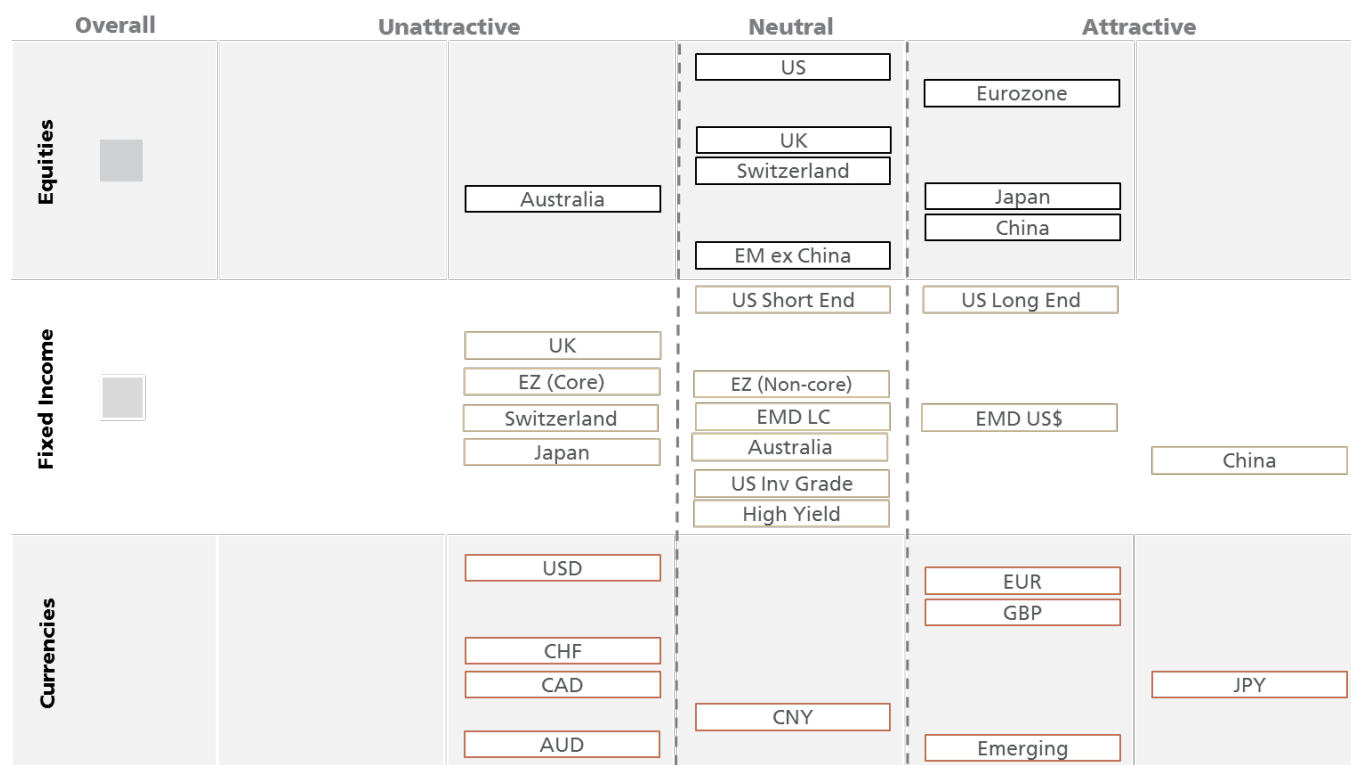 Overall Unattractive Neutral Attractive
Equities
US
Eurozone
UK
Switzerland
Australia
Japan
China
EM ex China
Fixed Income
US Short End
US Long End
UK
EZ (Core)
EZ (Non-core)
Switzerland
EMD LC
EMD US$
Japan
Australia
China
US Inv Grade
High Yield
Currencies
USD
EUR
GBP
CHF
CAD
JPY
CNY
AUD
Emerging